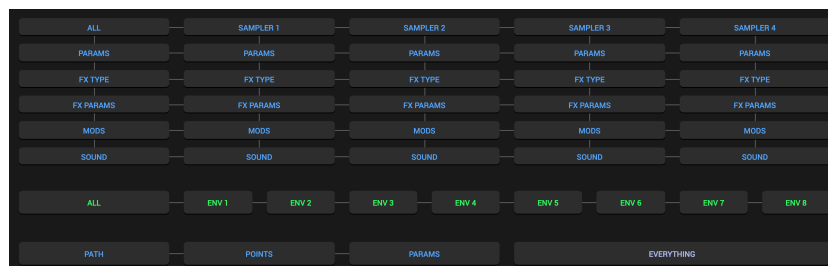 ALL SAMPLER 1 SAMPLER 2 SAMPLER 3 SAMPLER 4
PARAMS PARAMS PARAMS PARAMS PARAMS
FX TYPE FX TYPE FX TYPE FX TYPE FX TYPE
FX PARAMS FX PARAMS FX PARAMS FX PARAMS FX PARAMS
MODS MODS MODS MODS MODS
SOUND SOUND SOUND SOUND SOUND
ALL ENV 1 ENV 2 ENV 3 ENV 4 ENV 5 ENV 6 ENV 7 ENV 8
PATH POINTS PARAMS EVERYTHING